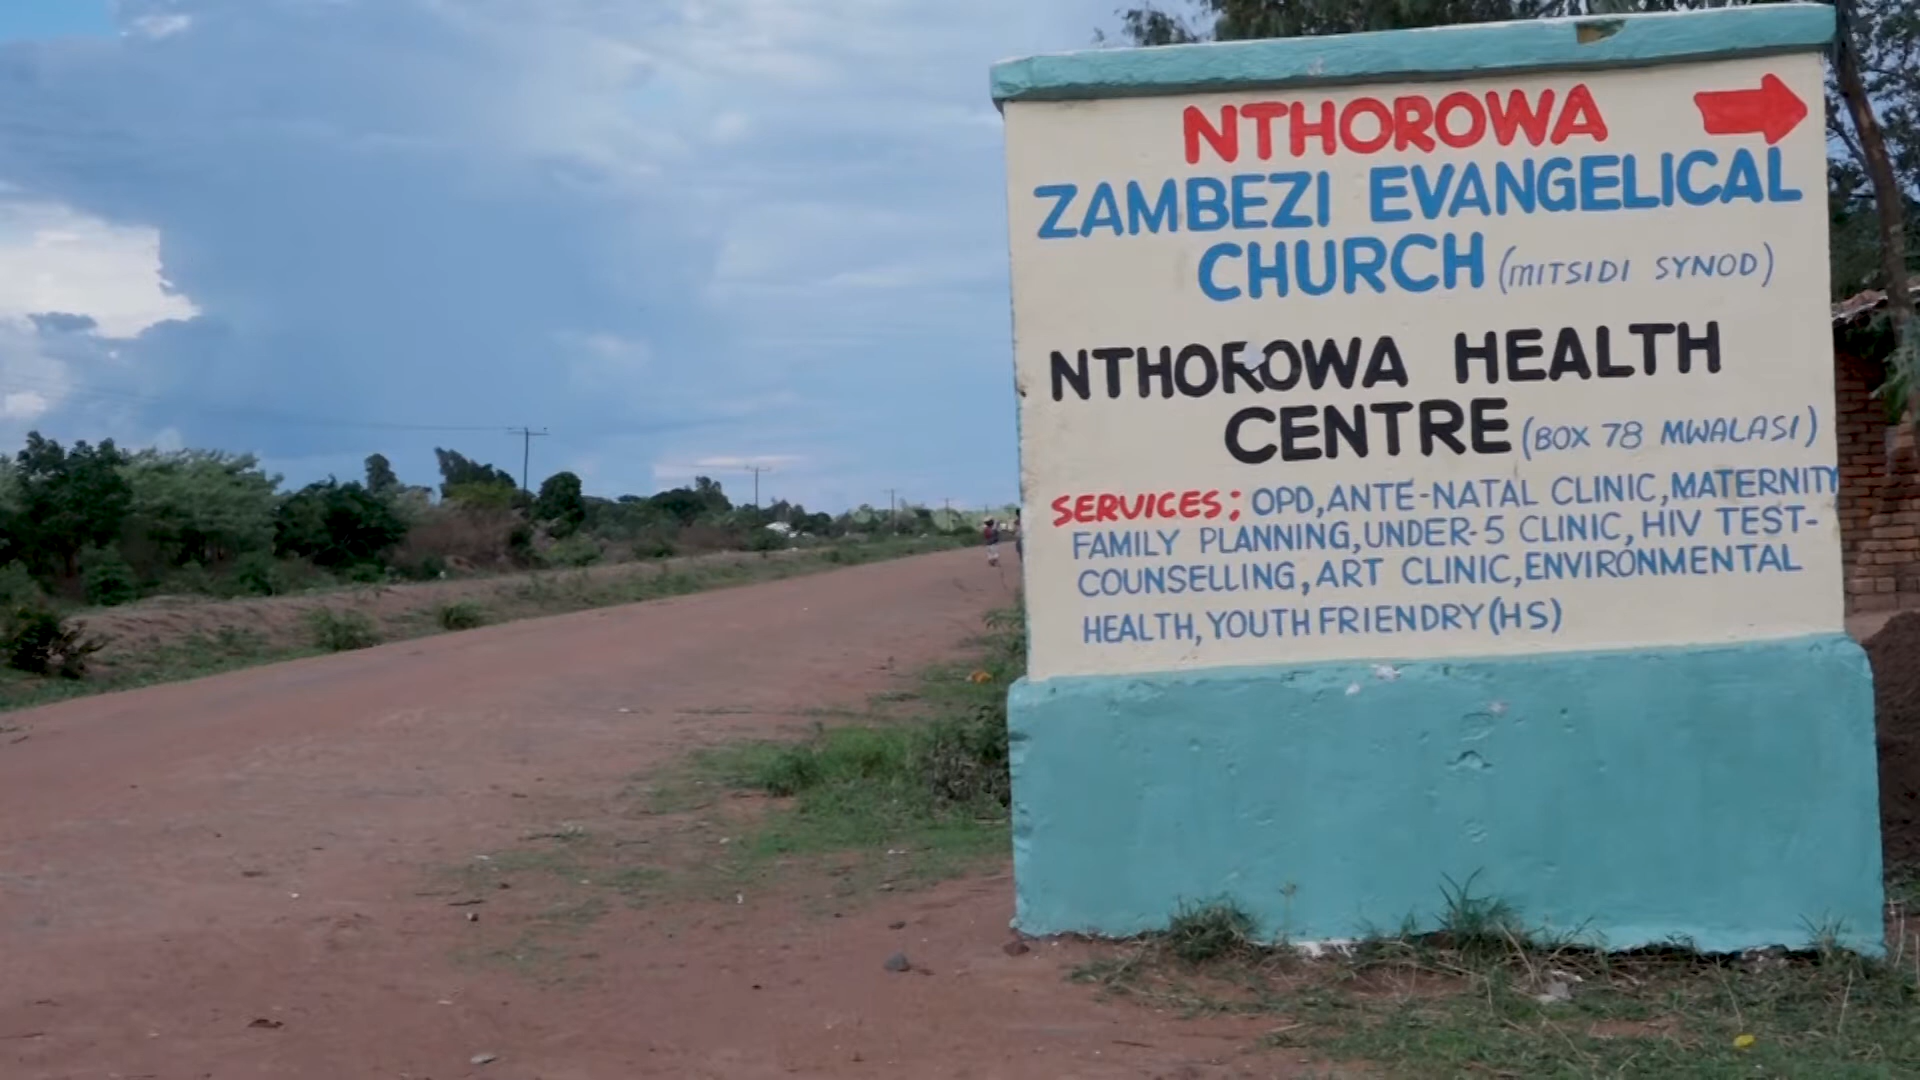 NTHOROWA
ZAMBEZI EVANGELICAL
CHURCH (MITSIDI SYNOD)
NTHOROWA HEALTH
CENTRE (BOX 78 MWALASI)
SERVICES; OPD, ANTE-NATAL CLINIC, MATERNITY
FAMILY PLANNING, UNDER-5 CLINIC, HIV TEST-
COUNSELLING, ART CLINIC, ENVIRONMENTAL
HEALTH, YOUTH FRIENDRY (HS)